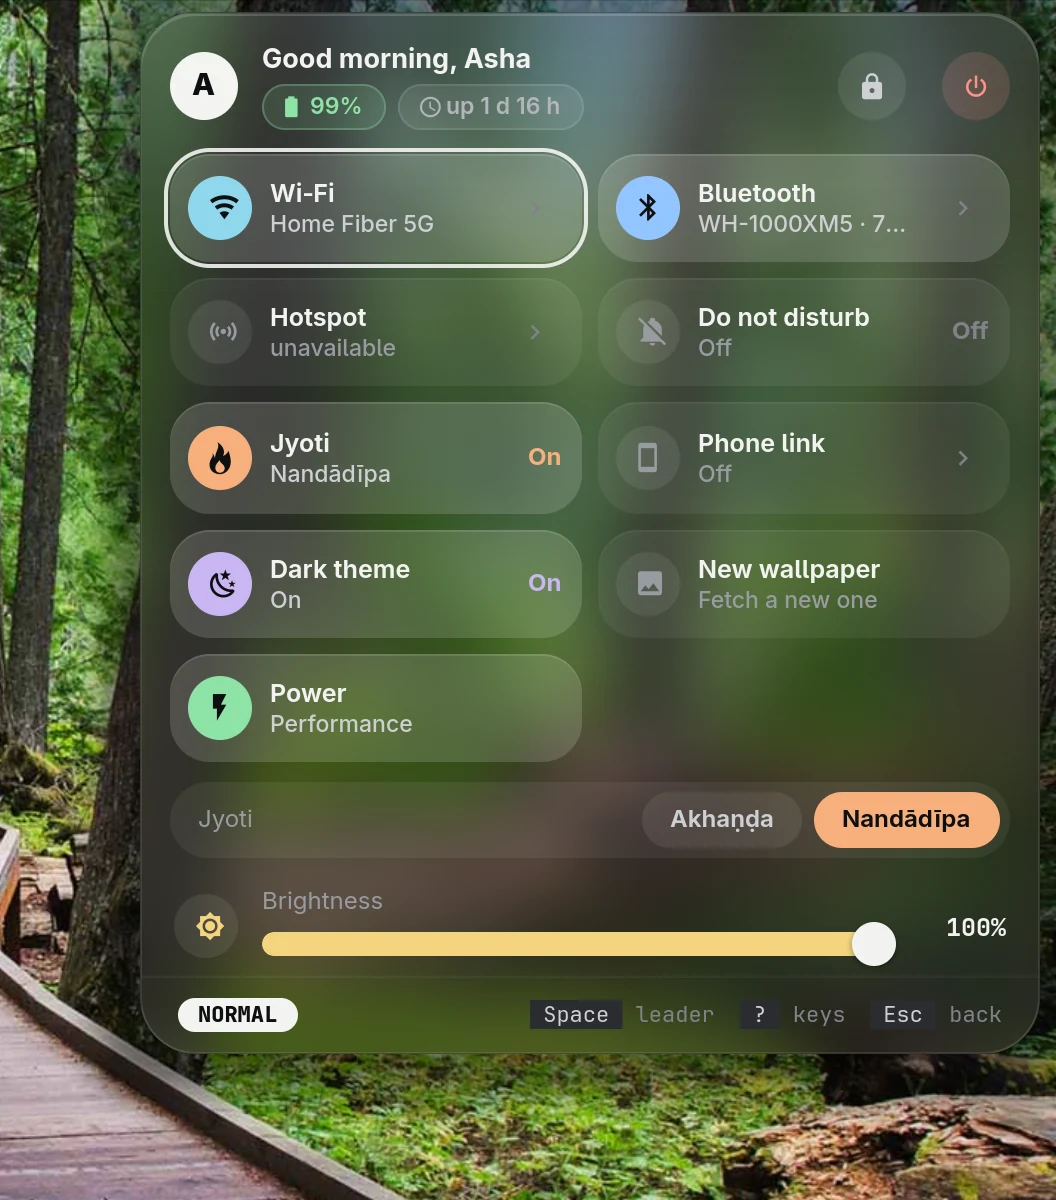 A
Good morning, Asha
99%
up 1 d 16 h
Wi-Fi
Home Fiber 5G
Bluetooth
WH-1000XM5 · 7…
Hotspot
unavailable
Do not disturb
Off
Off
Jyoti
Nandādīpa
On
Phone link
Off
Dark theme
On
On
New wallpaper
Fetch a new one
Power
Performance
Jyoti
Akhaṇḍa
Nandādīpa
Brightness
100%
NORMAL
Space leader ? keys Esc back